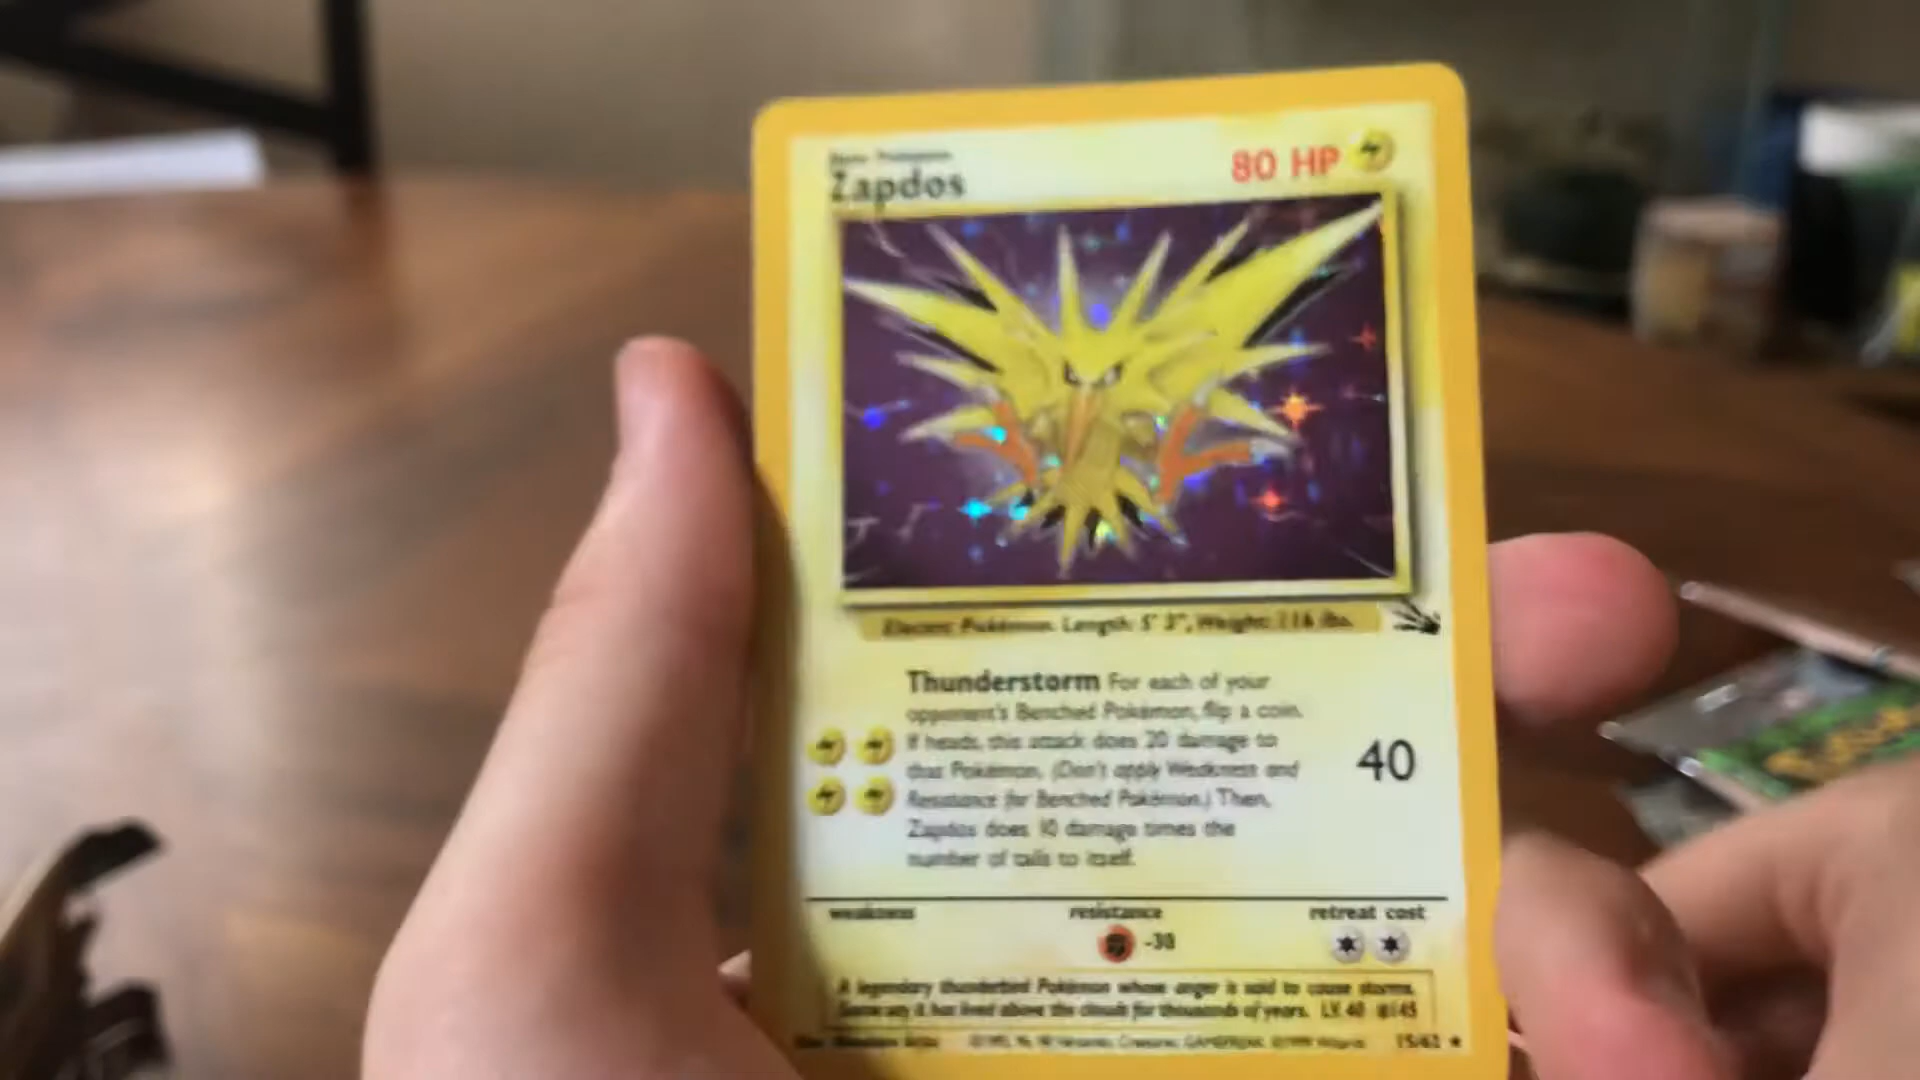 Basic Pokémon
Zapdos
80 HP
Electric Pokémon. Length: 5' 3", Weight: 116 lbs.
Thunderstorm For each of your
opponent's Benched Pokémon, flip a coin.
If heads, this attack does 20 damage to
that Pokémon. (Don't apply Weakness and
Resistance for Benched Pokémon.) Then,
Zapdos does 10 damage times the
number of tails to itself.
40
weakness
resistance
retreat cost
-30
A legendary thunderbird Pokémon whose anger is said to cause storms.
Some say it has lived above the clouds for thousands of years. LV. 40 #145
15/62